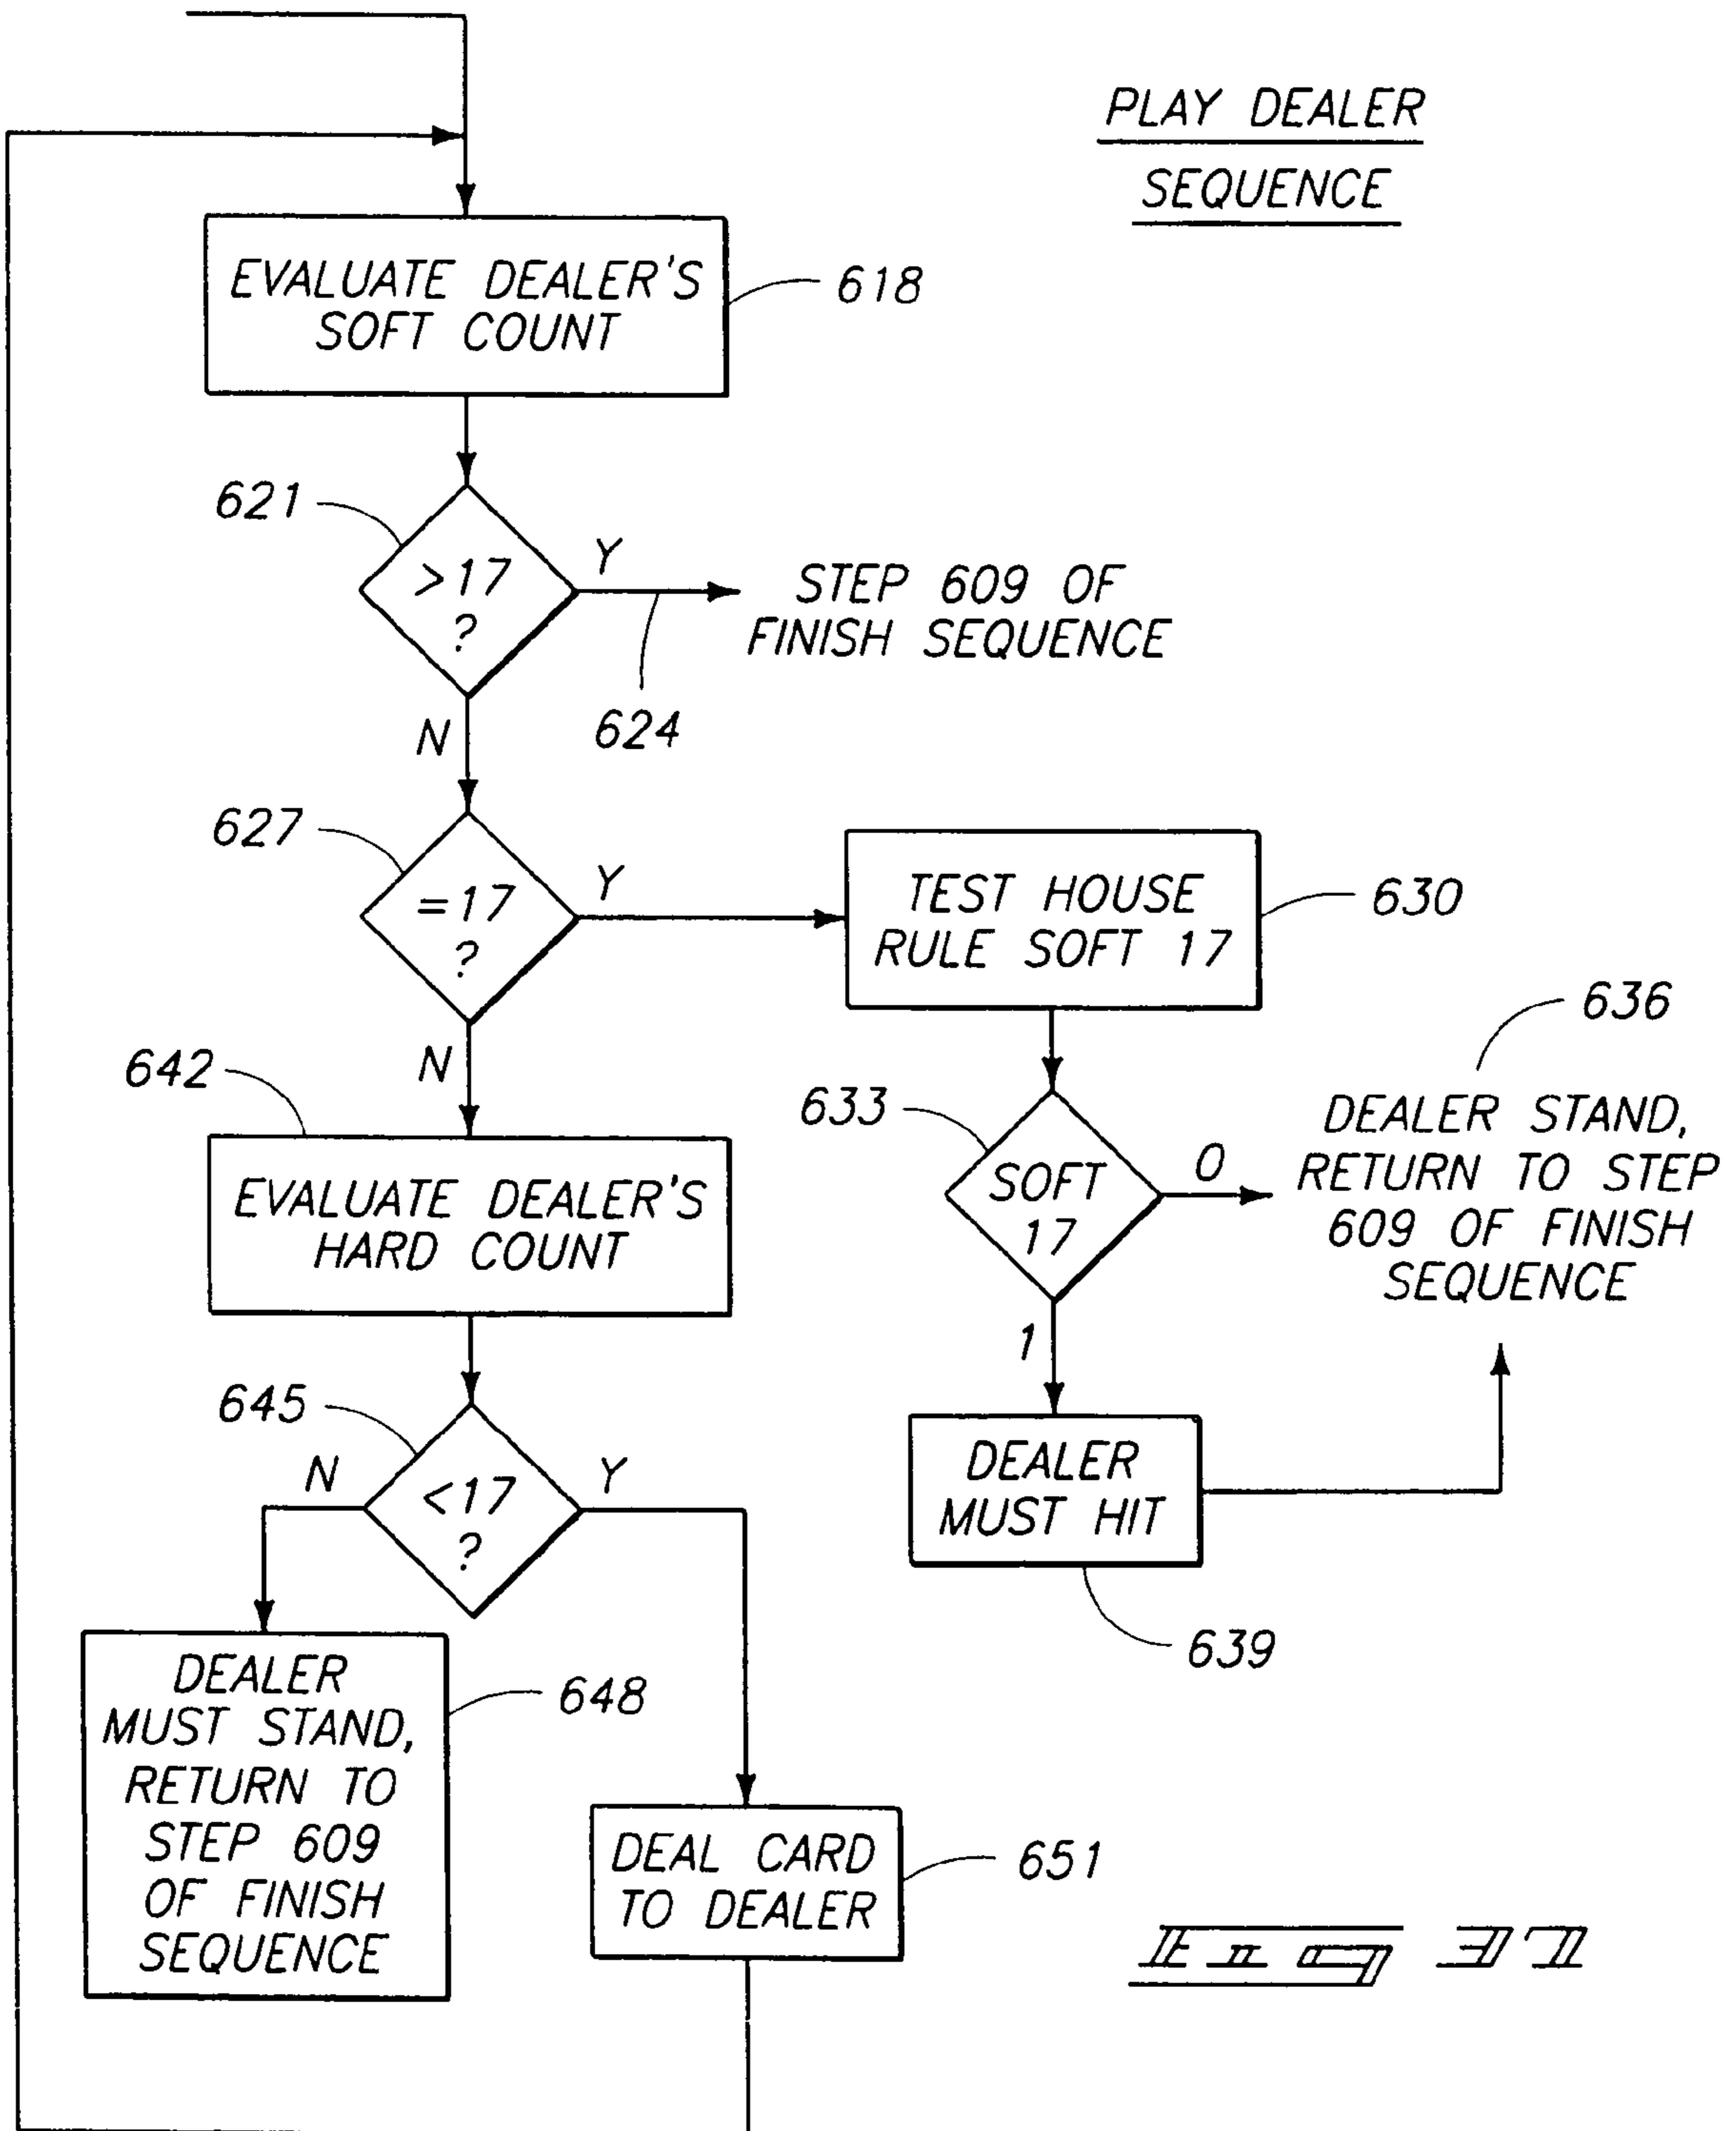 PLAY DEALER
SEQUENCE
EVALUATE DEALER'S
SOFT COUNT
618
621
>17
?
Y
STEP 609 OF
FINISH SEQUENCE
624
N
627
=17
?
Y
TEST HOUSE
RULE SOFT 17
630
636
N
642
633
SOFT
17
0
DEALER STAND,
RETURN TO STEP
609 OF FINISH
SEQUENCE
EVALUATE DEALER'S
HARD COUNT
1
645
N
<17
?
Y
DEALER
MUST HIT
639
DEALER
MUST STAND,
RETURN TO
STEP 609
OF FINISH
SEQUENCE
648
DEAL CARD
TO DEALER
651
Fig 37